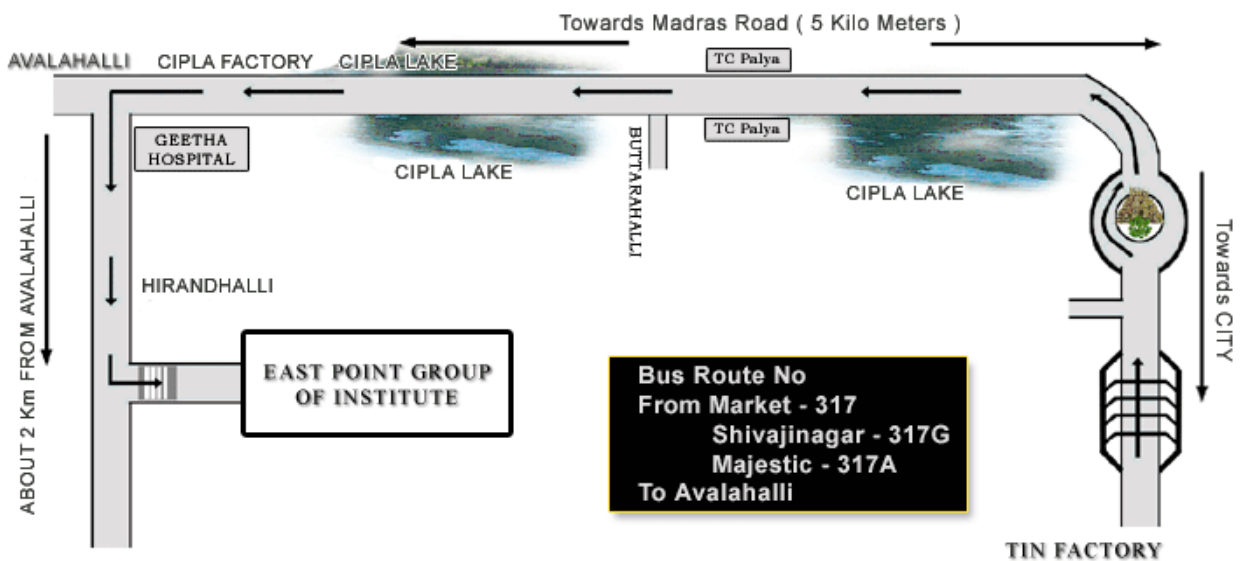 Towards Madras Road ( 5 Kilo Meters )
AVALAHALLI
CIPLA FACTORY
CIPLA LAKE
TC Palya
GEETHA
HOSPITAL
TC Palya
BUTTARAHALLI
CIPLA LAKE
CIPLA LAKE
ABOUT 2 Km FROM AVALAHALLI
Towards CITY
HIRANDHALLI
EAST POINT GROUP
OF INSTITUTE
Bus Route No
From Market - 317
Shivajinagar - 317G
Majestic - 317A
To Avalahalli
TIN FACTORY